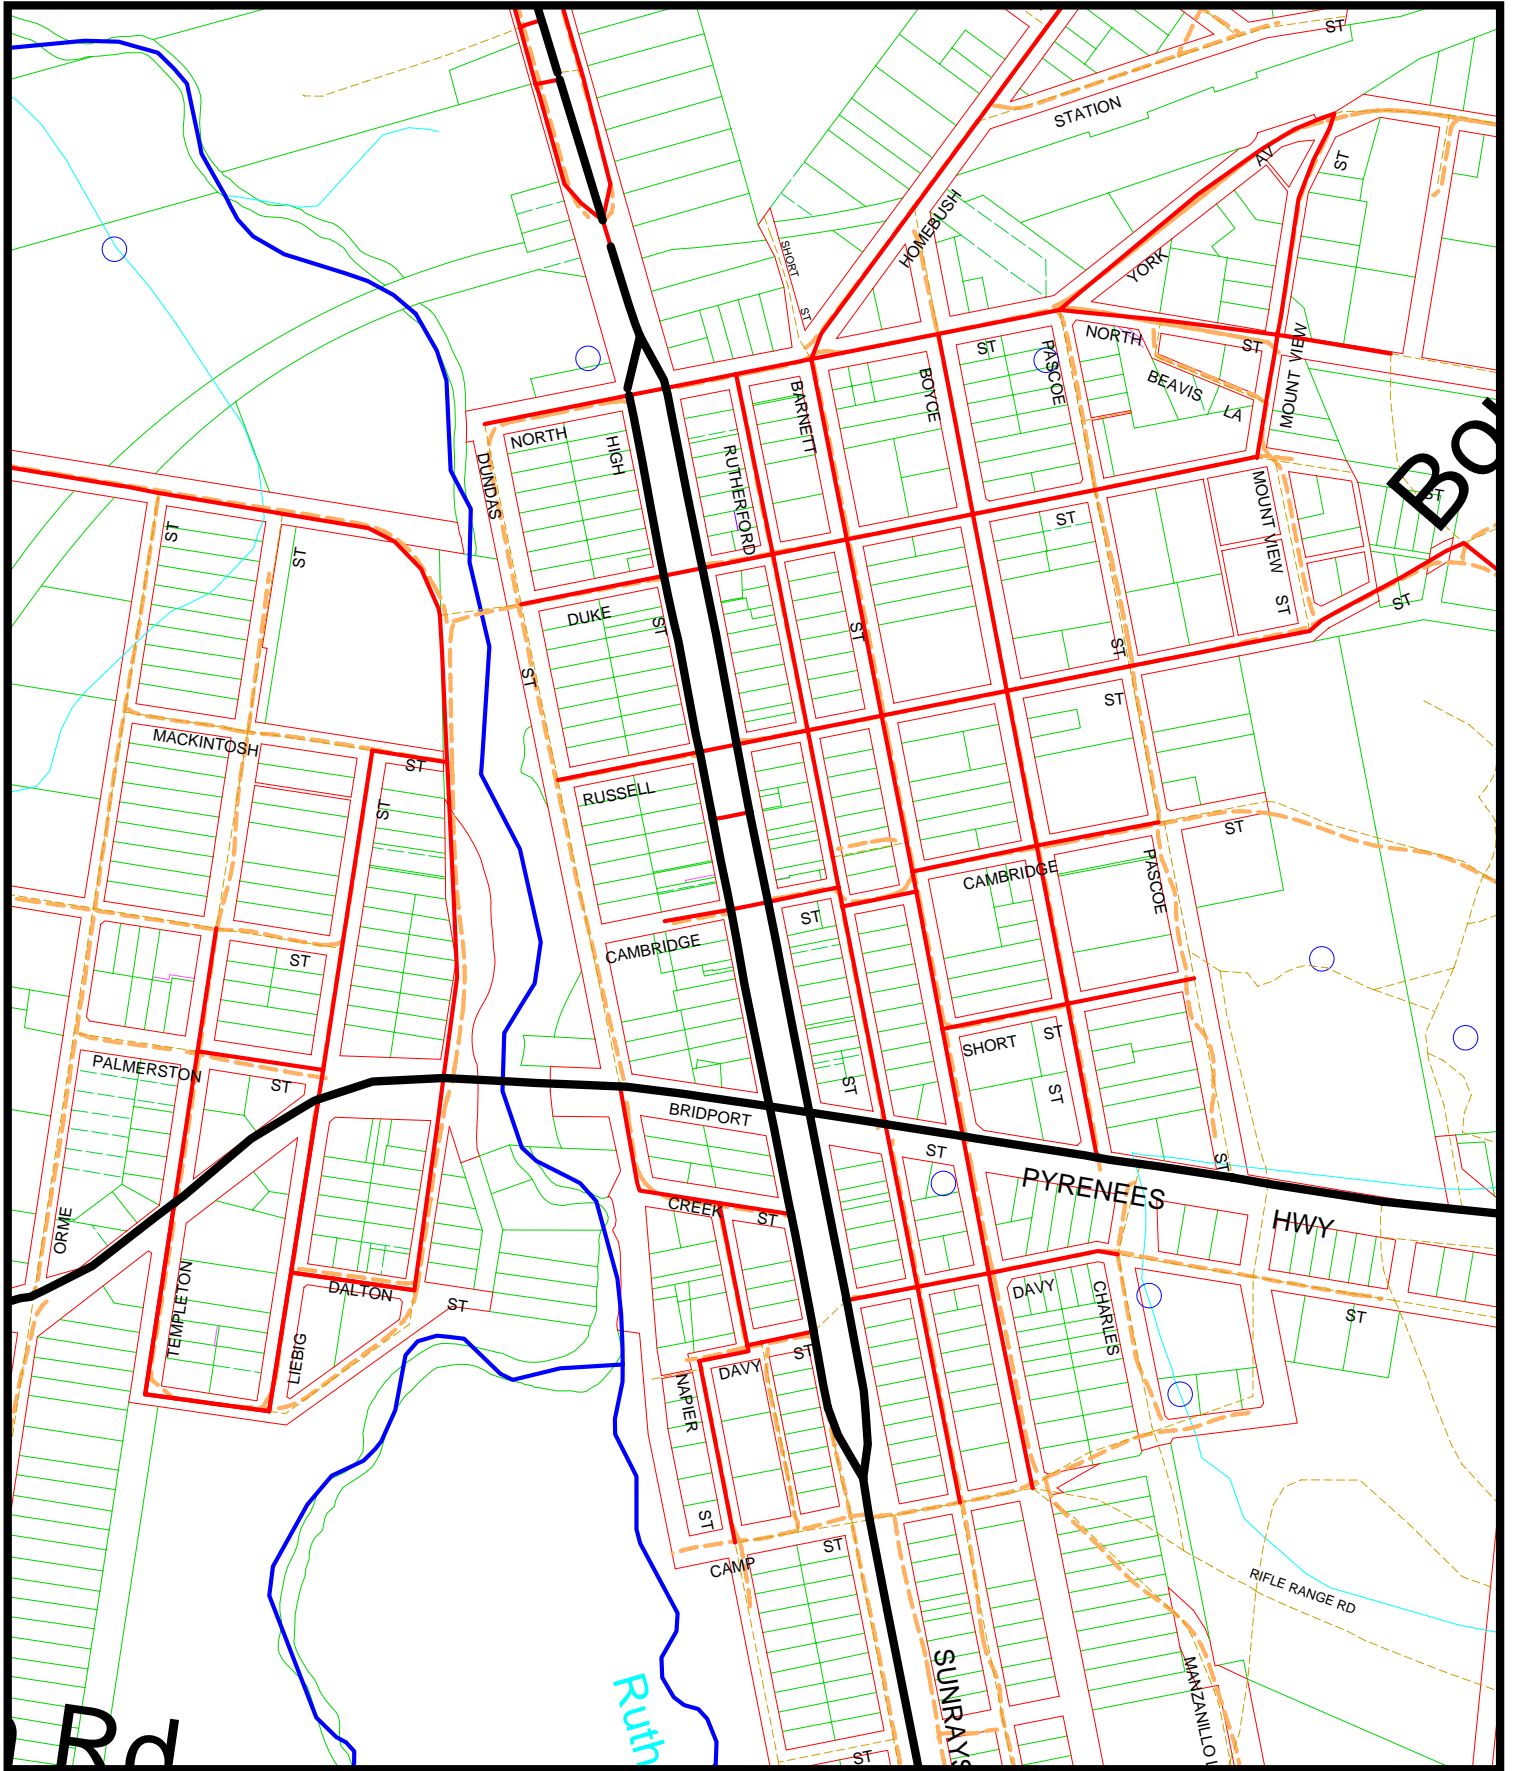 ST
STATION
AV
ST
HOMEBUSH
SHORT
ST
YORK
NORTH
ST
ST
PASCOE
MOUNT VIEW
BEAVIS
LA
BOYCE
BARNETT
NORTH
HIGH
RUTHERFORD
DUNDAS
MOUNT VIEW
ST
ST
ST
ST
ST
DUKE
ST
ST
ST
ST
ST
ST
ST
MACKINTOSH
ST
ST
RUSSELL
ST
CAMBRIDGE
PASCOE
ST
CAMBRIDGE
ST
SHORT
ST
ST
ST
PALMERSTON
ST
BRIDPORT
ST
ST
PYRENEES
HWY
CREEK
ST
ORME
TEMPLETON
DALTON
ST
LIEBIG
DAVY
CHARLES
ST
DAVY
ST
NAPIER
ST
CAMP
ST
RIFLE RANGE RD
SUNRAYS
MANZANILLO L
Ruth
Rd
ST